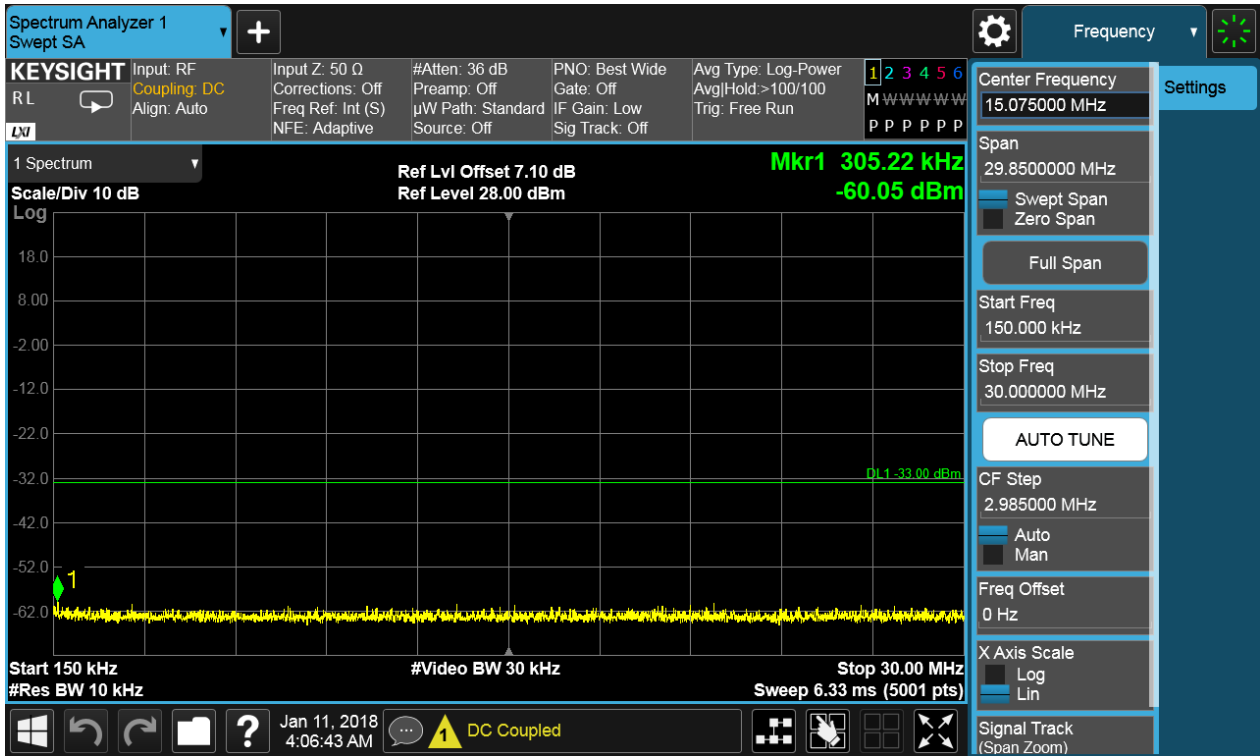 Spectrum Analyzer 1
Swept SA
Frequency
KEYSIGHT
R L
LXI
Input: RF
Coupling: DC
Align: Auto
Input Z: 50 Ω
Corrections: Off
Freq Ref: Int (S)
NFE: Adaptive
#Atten: 36 dB
Preamp: Off
µW Path: Standard
Source: Off
PNO: Best Wide
Gate: Off
IF Gain: Low
Sig Track: Off
Avg Type: Log-Power
Avg|Hold:>100/100
Trig: Free Run
1 2 3 4 5 6
M W W W W W
P P P P P P
1 Spectrum
Scale/Div 10 dB
Log
Ref Lvl Offset 7.10 dB
Ref Level 28.00 dBm
Mkr1 305.22 kHz
-60.05 dBm
18.0
8.00
-2.00
-12.0
-22.0
-32.0
DL1 -33.00 dBm
-42.0
-52.0
1
-62.0
Start 150 kHz
#Res BW 10 kHz
#Video BW 30 kHz
Stop 30.00 MHz
Sweep 6.33 ms (5001 pts)
Center Frequency
15.075000 MHz
Span
29.8500000 MHz
Swept Span
Zero Span
Full Span
Start Freq
150.000 kHz
Stop Freq
30.000000 MHz
AUTO TUNE
CF Step
2.985000 MHz
Auto
Man
Freq Offset
0 Hz
X Axis Scale
Log
Lin
Signal Track
(Span Zoom)
Settings
?
Jan 11, 2018
4:06:43 AM
1
DC Coupled